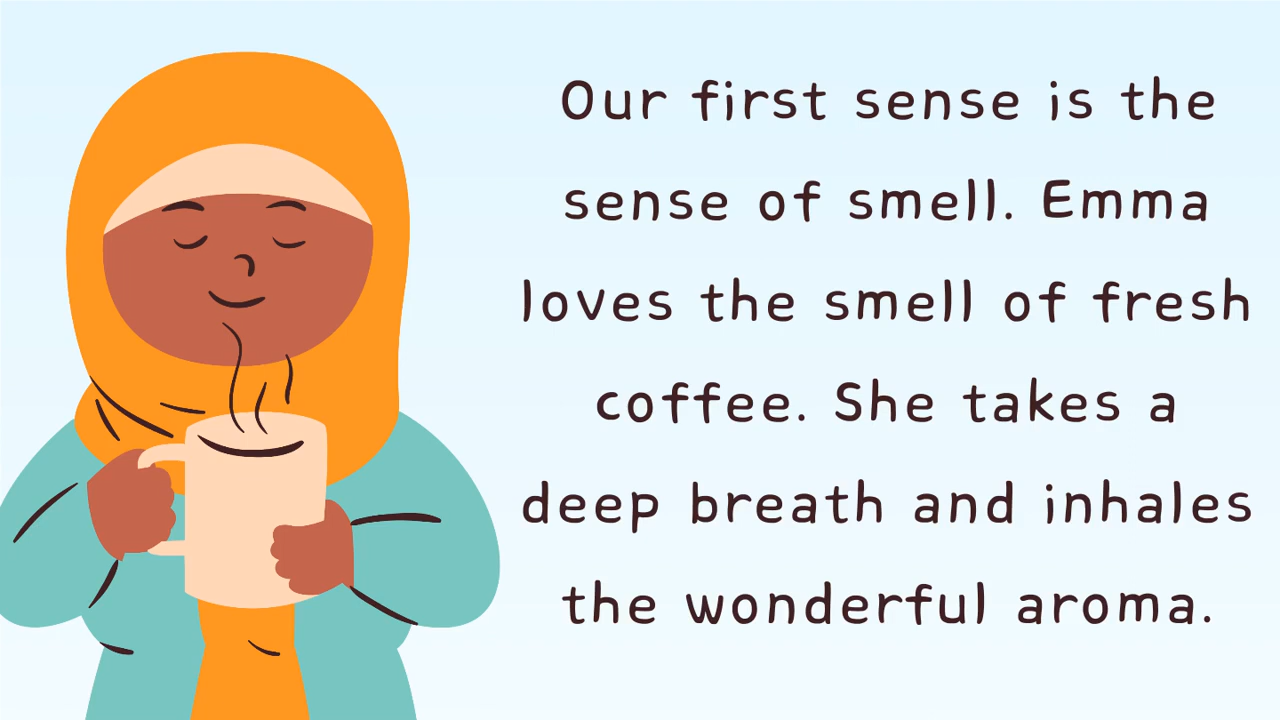 Our first sense is the
sense of smell. Emma
loves the smell of fresh
coffee. She takes a
deep breath and inhales
the wonderful aroma.